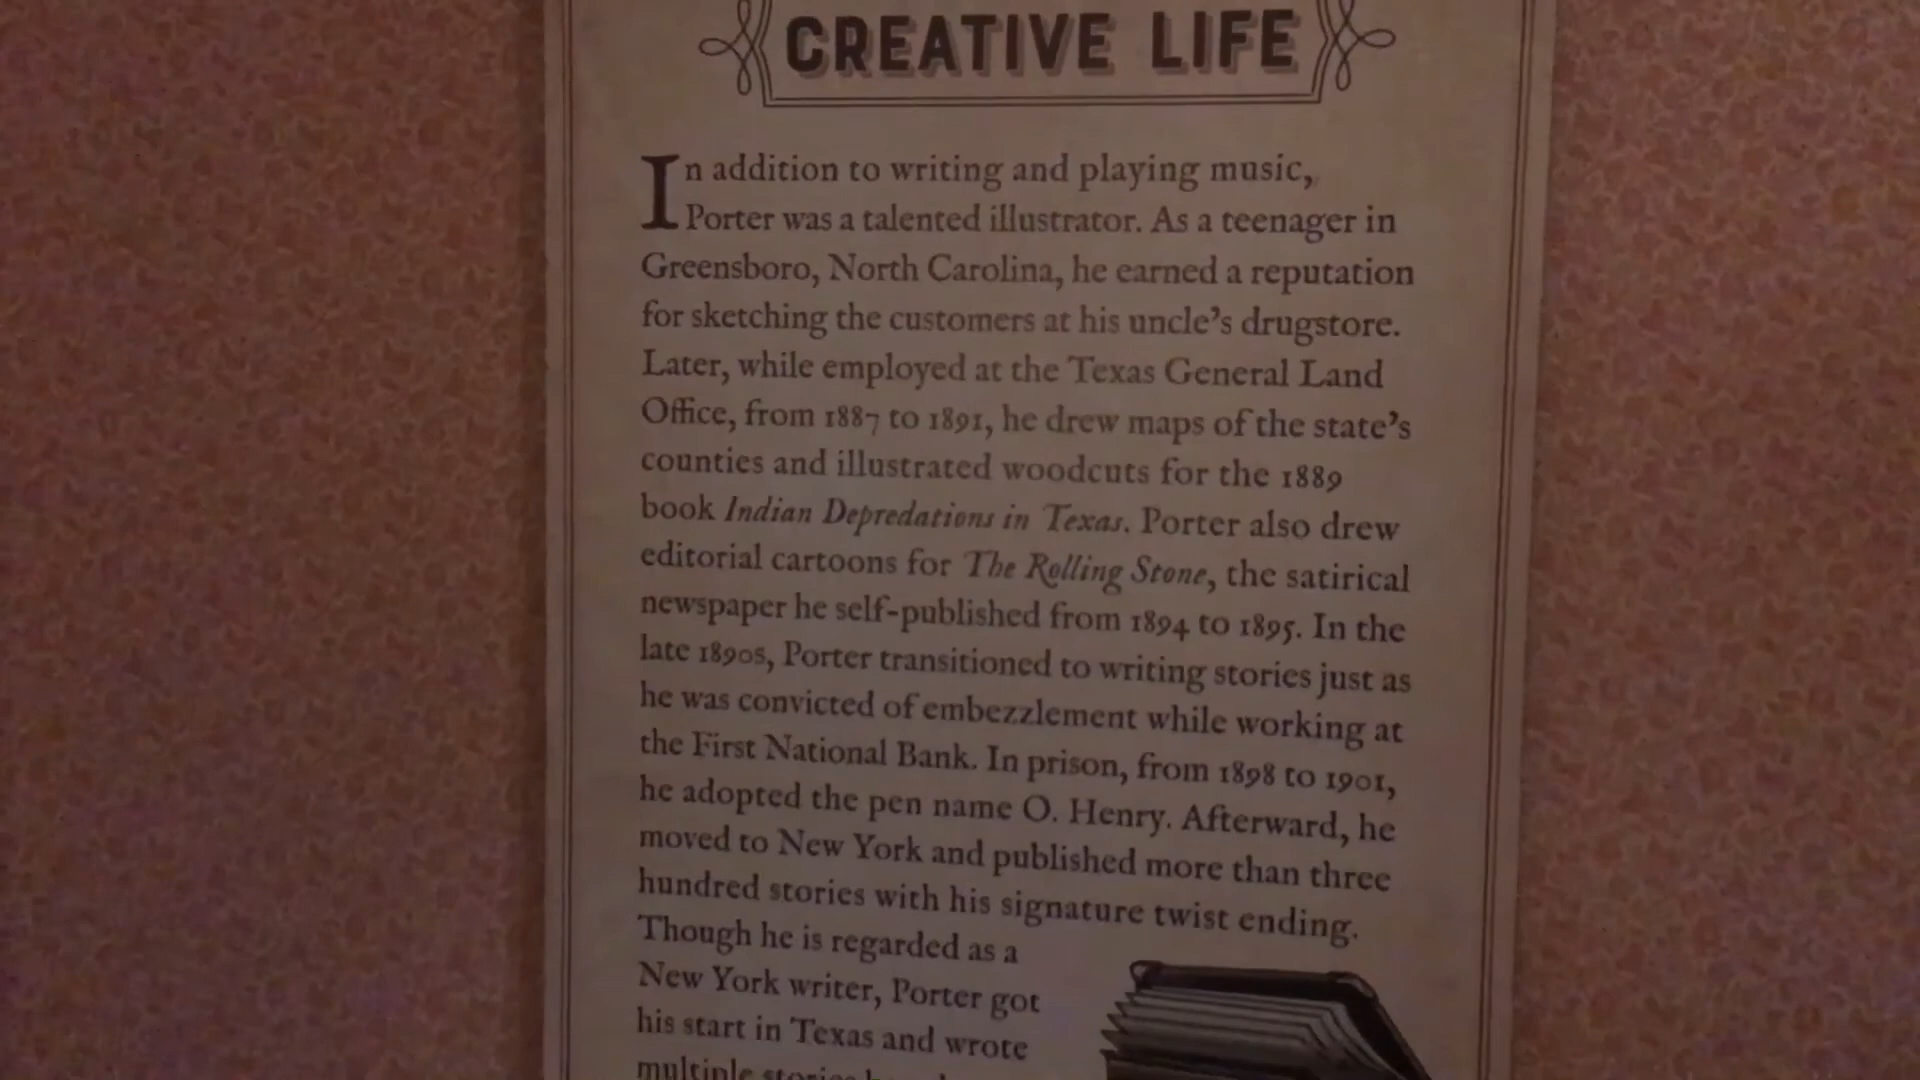 CREATIVE LIFE
In addition to writing and playing music,
Porter was a talented illustrator. As a teenager in
Greensboro, North Carolina, he earned a reputation
for sketching the customers at his uncle's drugstore.
Later, while employed at the Texas General Land
Office, from 1887 to 1891, he drew maps of the state's
counties and illustrated woodcuts for the 1889
book Indian Depredations in Texas. Porter also drew
editorial cartoons for The Rolling Stone, the satirical
newspaper he self-published from 1894 to 1895. In the
late 1890s, Porter transitioned to writing stories just as
he was convicted of embezzlement while working at
the First National Bank. In prison, from 1898 to 1901,
he adopted the pen name O. Henry. Afterward, he
moved to New York and published more than three
hundred stories with his signature twist ending.
Though he is regarded as a
New York writer, Porter got
his start in Texas and wrote
multiple stories